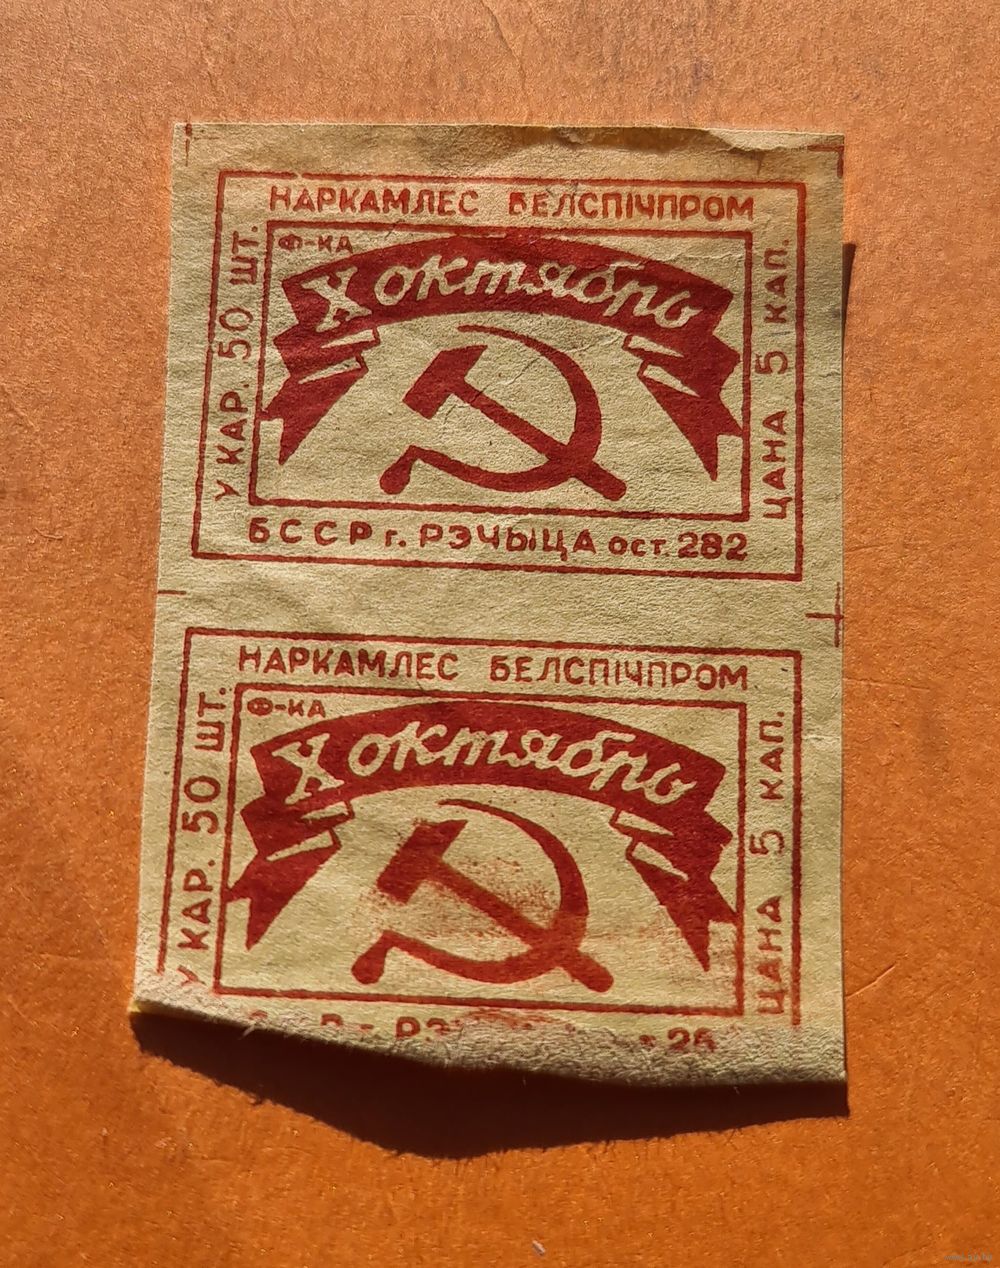 НАРКАМЛЕС БЕЛСПІЧПРОМ
У КАР. 50 ШТ.
Ф-КА
X октябрь
ЦАНА 5 КАП.
БССР г. РЭЧЫЦА ост. 282
НАРКАМЛЕС БЕЛСПІЧПРОМ
У КАР. 50 ШТ.
Ф-КА
X октябрь
ЦАНА 5 КАП.